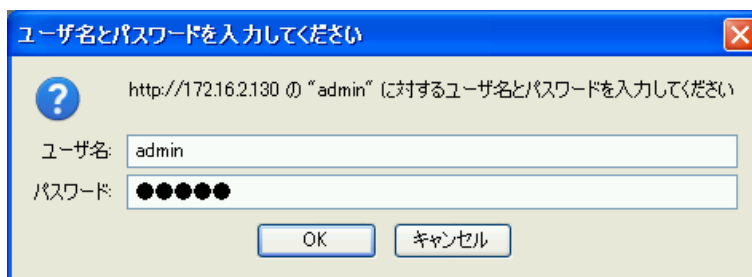 ユーザ名とパスワードを入力してください
http://172.16.2.130 の "admin" に対するユーザ名とパスワードを入力してください
ユーザ名: admin
パスワード: ●●●●●
OK キャンセル